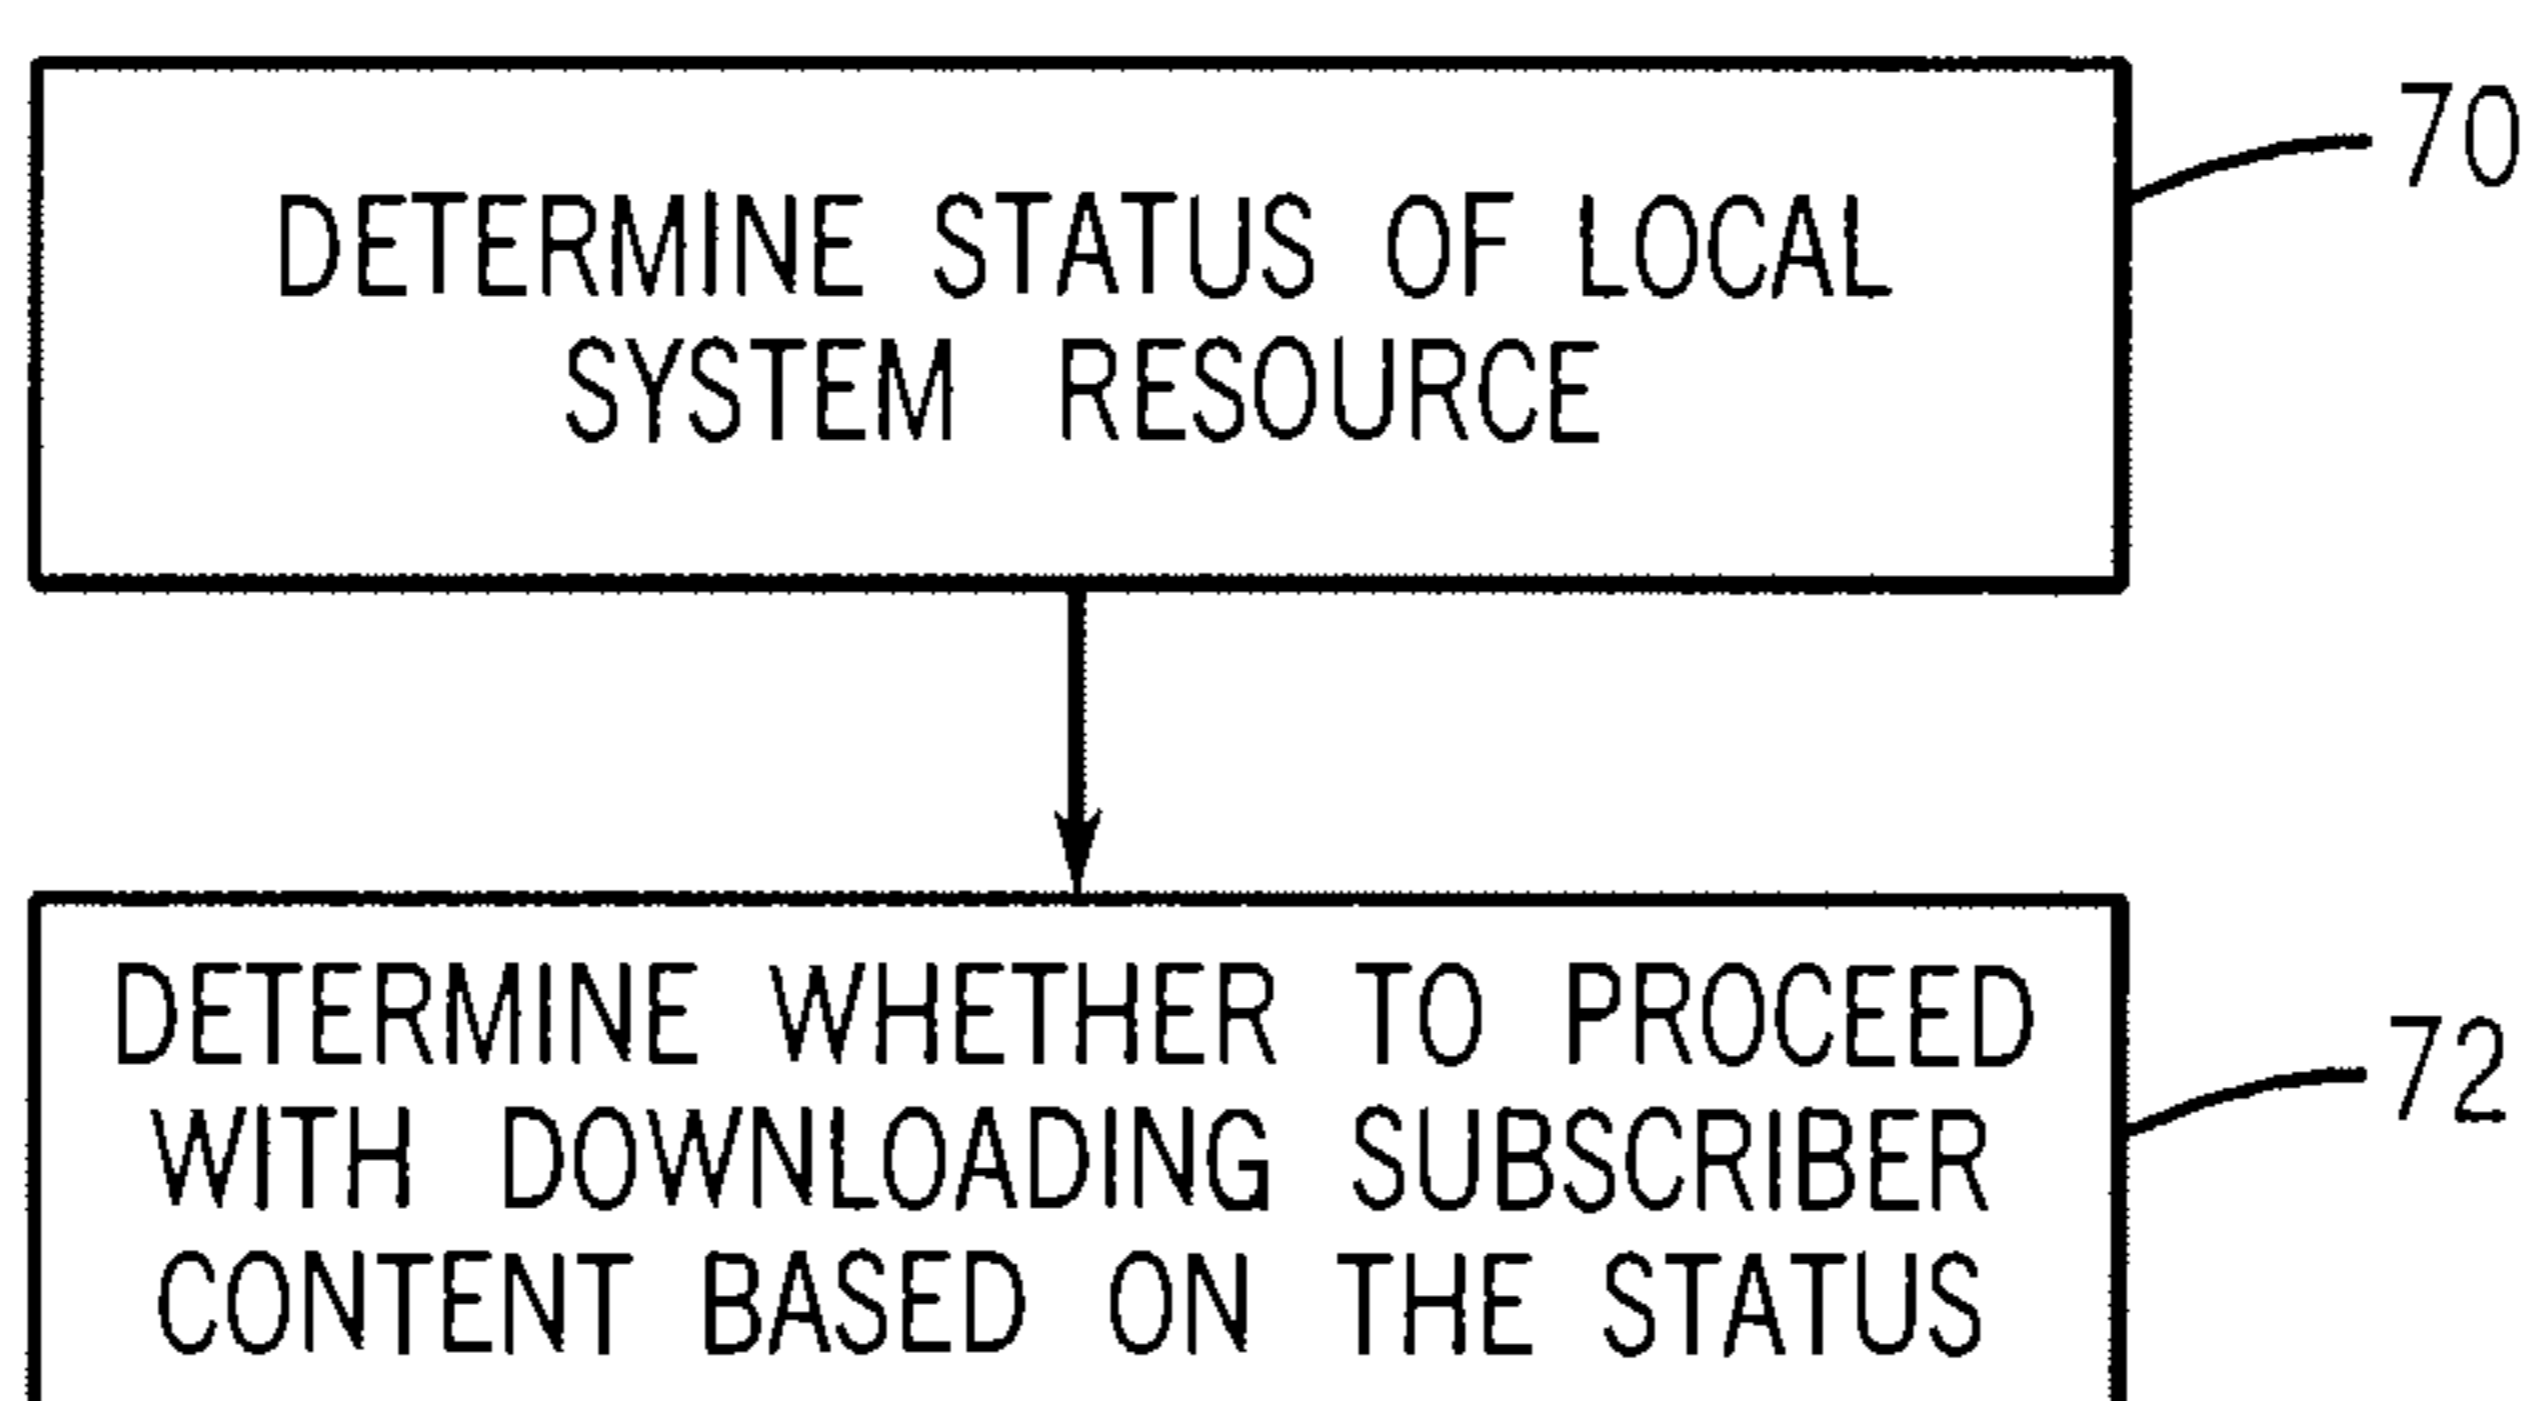 70
DETERMINE STATUS OF LOCAL
SYSTEM RESOURCE
DETERMINE WHETHER TO PROCEED
WITH DOWNLOADING SUBSCRIBER
CONTENT BASED ON THE STATUS
72